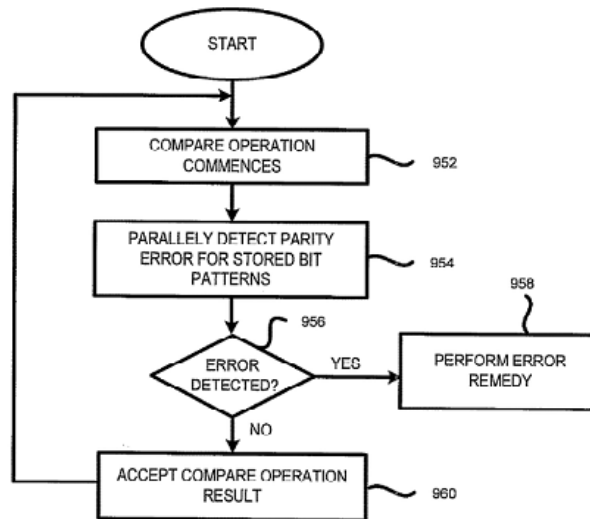 START
COMPARE OPERATION
COMMENCES
952
PARALLELY DETECT PARITY
ERROR FOR STORED BIT
PATTERNS
954
956
958
ERROR
DETECTED?
YES
PERFORM ERROR
REMEDY
NO
ACCEPT COMPARE OPERATION
RESULT
960